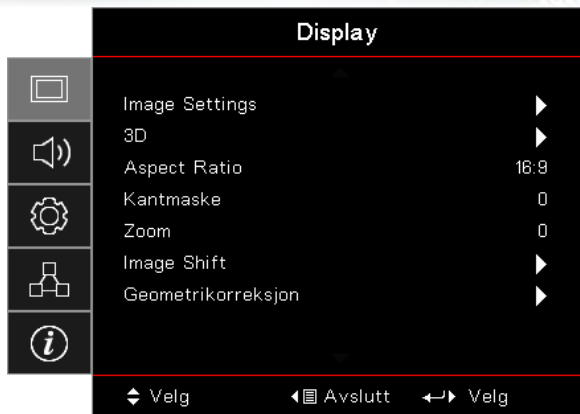 Display
Image Settings
3D
Aspect Ratio 16:9
Kantmaske 0
Zoom 0
Image Shift
Geometrikorreksjon
Velg Avslutt Velg